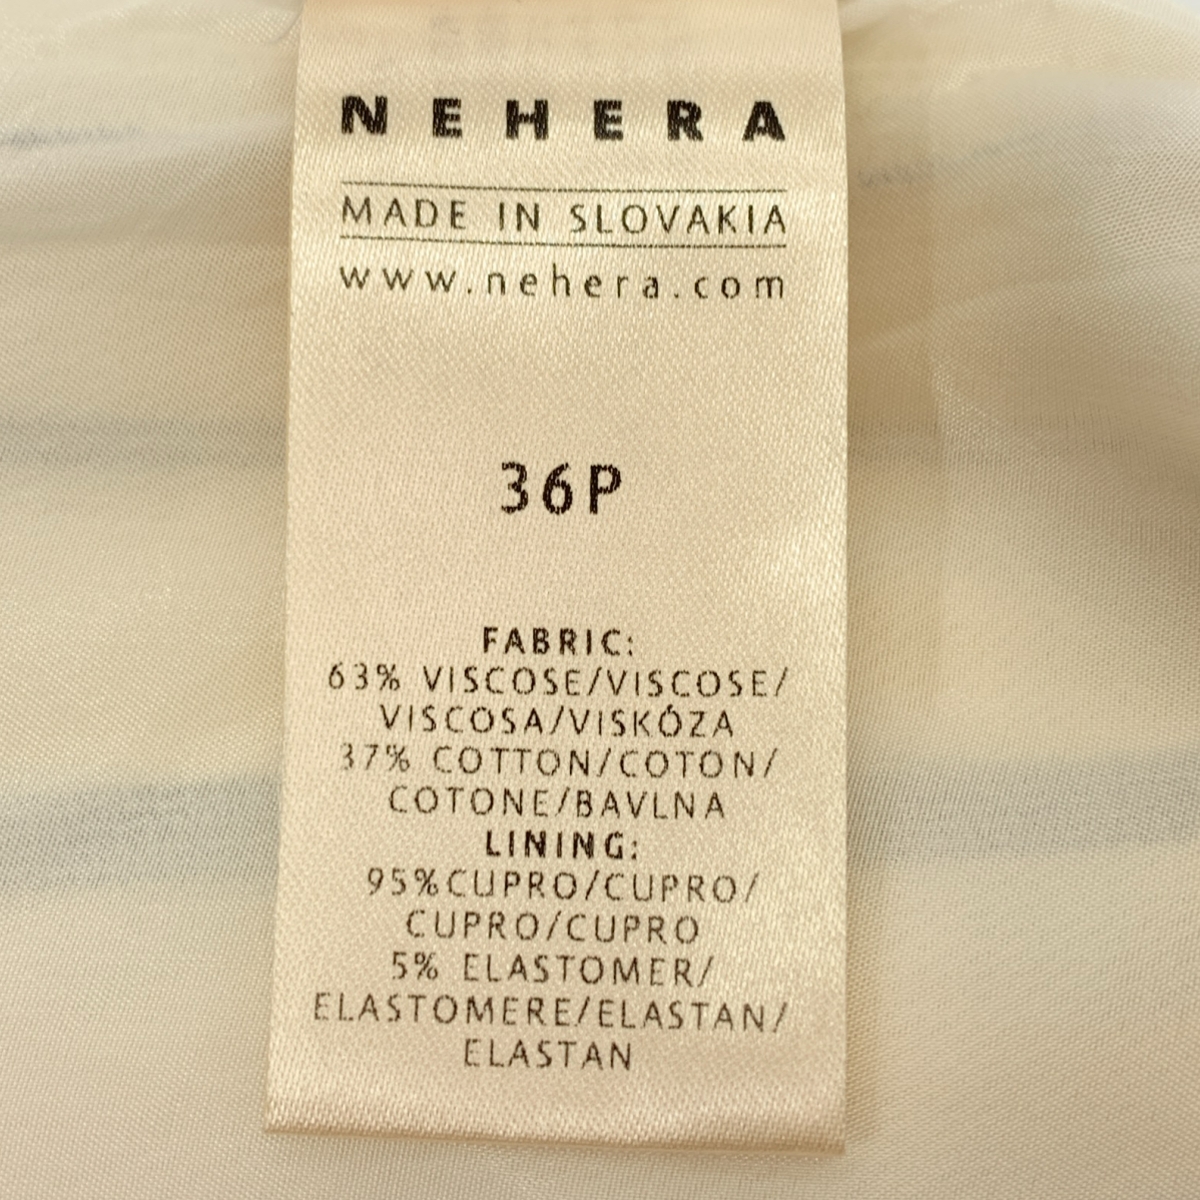 NEHERA
MADE IN SLOVAKIA
www.nehera.com
36P
FABRIC:
63% VISCOSE/VISCOSE/
VISCOSA/VISKÓZA
37% COTTON/COTON/
COTONE/BAVLNA
LINING:
95%CUPRO/CUPRO/
CUPRO/CUPRO
5% ELASTOMER/
ELASTOMERE/ELASTAN/
ELASTAN